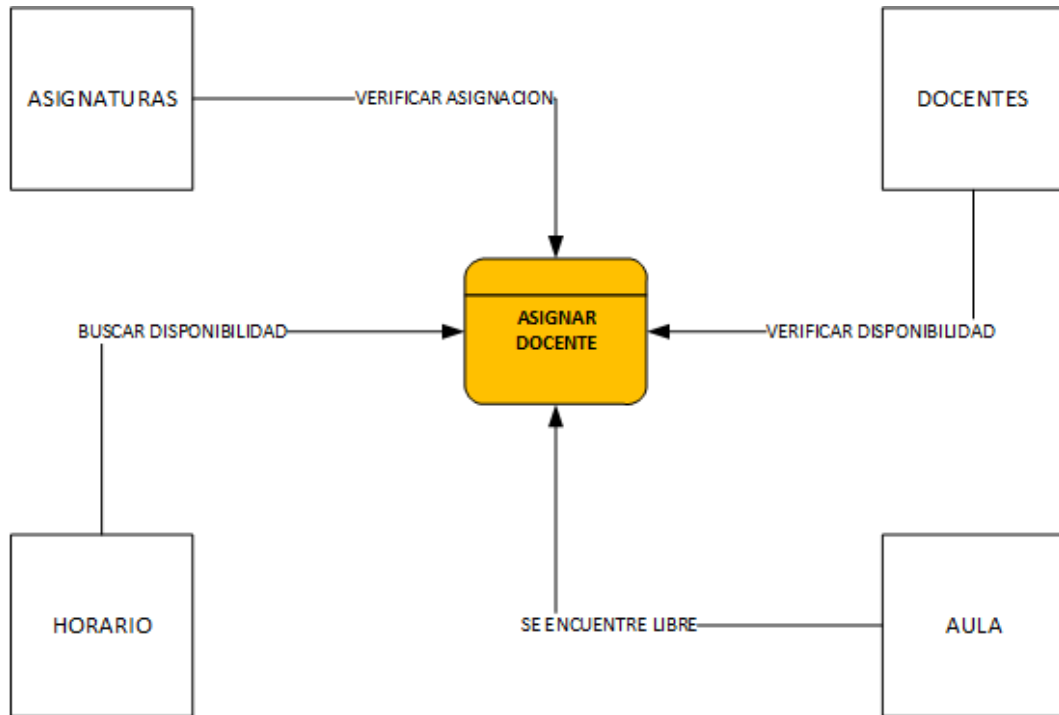 ASIGNATURAS
VERIFICAR ASIGNACION
DOCENTES
BUSCAR DISPONIBILIDAD
ASIGNAR
DOCENTE
VERIFICAR DISPONIBILIDAD
HORARIO
SE ENCUENTRE LIBRE
AULA